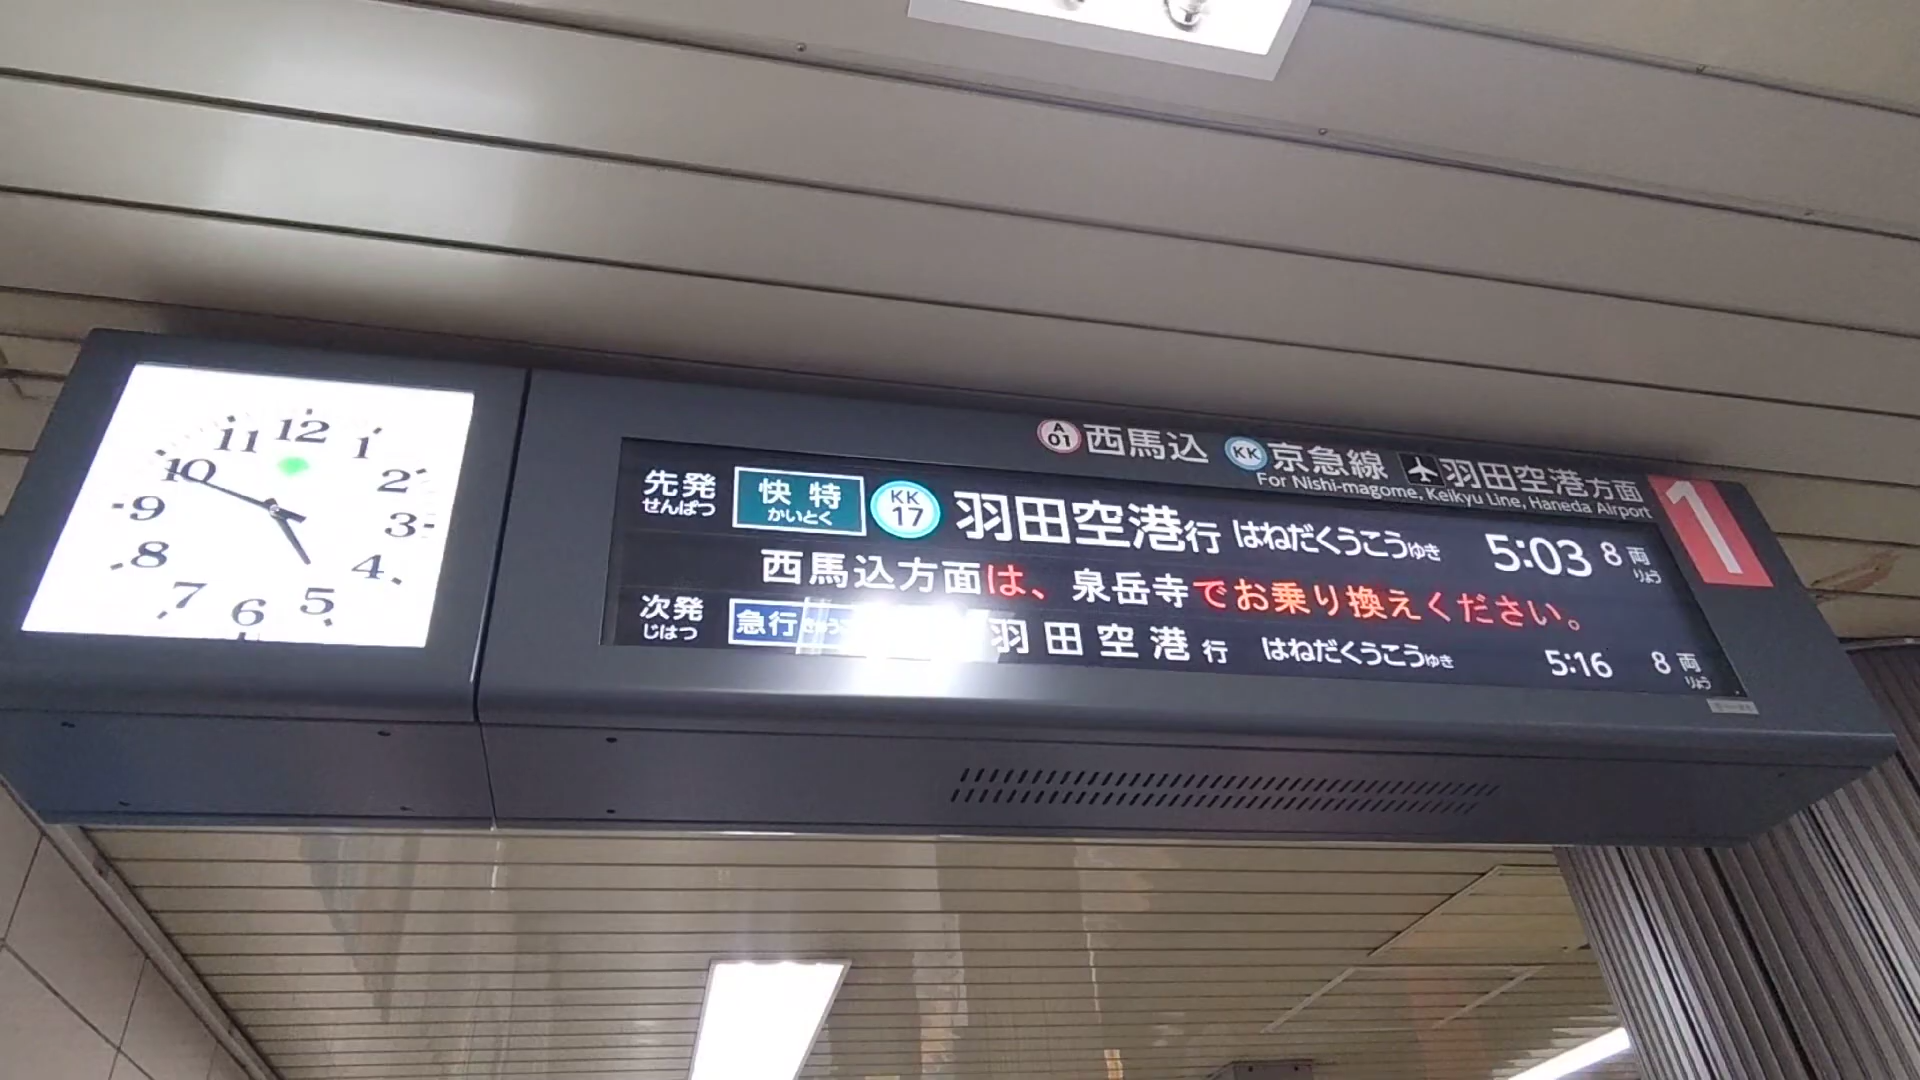 12
1
2
3
4
5
6
7
8
9
10
11
A 01 西馬込 KK 京急線 羽田空港方面
For Nishi-magome, Keikyu Line, Haneda Airport
1
先発 快特 KK 17 羽田空港行 はねだくうこうゆき 5:03 8両
せんぱつ かいとく りょう
西馬込方面は、泉岳寺でお乗り換えください。
次発 急行 羽田空港行 はねだくうこうゆき 5:16 8両
じはつ りょう